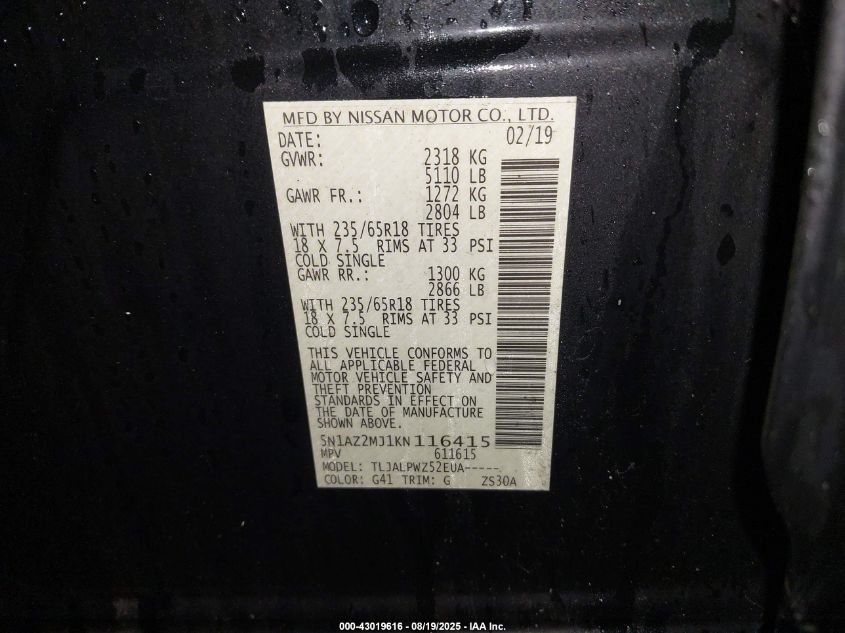 MFD BY NISSAN MOTOR CO., LTD.
DATE: 02/19
GVWR: 2318 KG
5110 LB
GAWR FR.: 1272 KG
2804 LB
WITH 235/65R18 TIRES
18 X 7.5 RIMS AT 33 PSI
COLD SINGLE
GAWR RR.: 1300 KG
2866 LB
WITH 235/65R18 TIRES
18 X 7.5 RIMS AT 33 PSI
COLD SINGLE
THIS VEHICLE CONFORMS TO
ALL APPLICABLE FEDERAL
MOTOR VEHICLE SAFETY AND
THEFT PREVENTION
STANDARDS IN EFFECT ON
THE DATE OF MANUFACTURE
SHOWN ABOVE.
5N1AZ2MJ1KN116415
MPV 611615
MODEL: TLJALPWZ52EUA-----
COLOR: G41 TRIM: G ZS30A
000-43019616 - 08/19/2025 - IAA Inc.